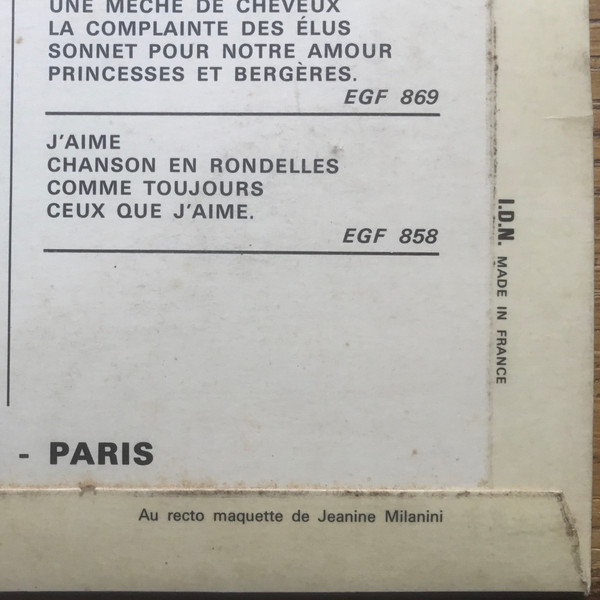 UNE MÈCHE DE CHEVEUX
LA COMPLAINTE DES ÉLUS
SONNET POUR NOTRE AMOUR
PRINCESSES ET BERGÈRES.
EGF 869
J'AIME
CHANSON EN RONDELLES
COMME TOUJOURS
CEUX QUE J'AIME.
EGF 858
I.D.N. MADE IN FRANCE
- PARIS
Au recto maquette de Jeanine Milanini